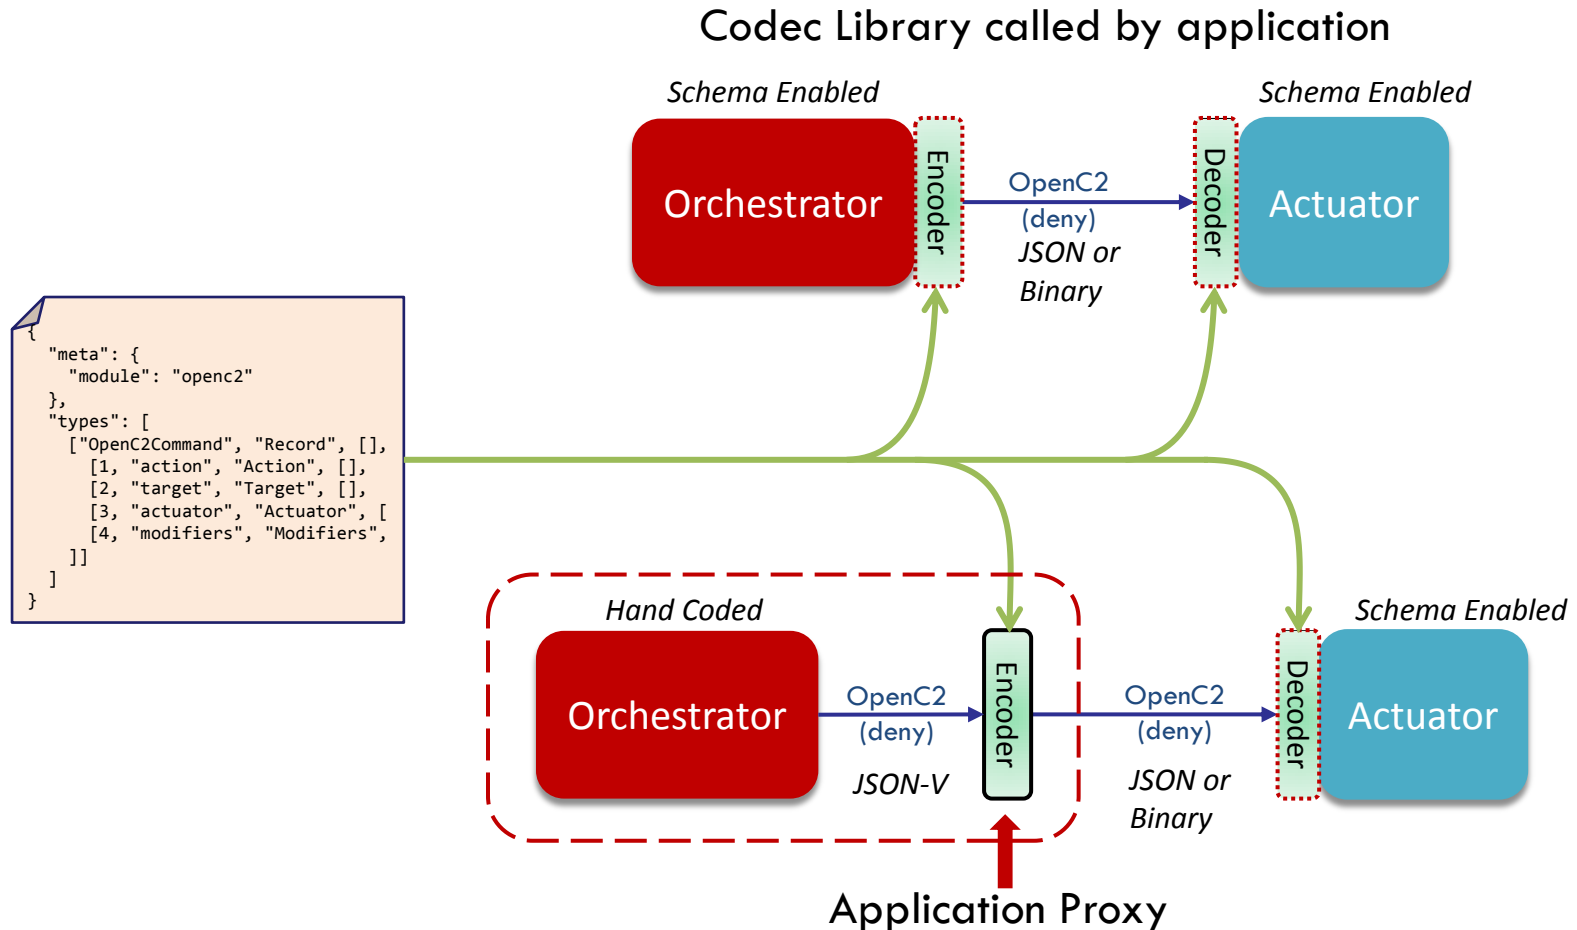 Codec Library called by application
Schema Enabled
Schema Enabled
Orchestrator
Encoder
OpenC2
(deny)
JSON or
Binary
Decoder
Actuator
{
  "meta": {
    "module": "openc2"
  },
  "types": [
    ["OpenC2Command", "Record", [],
      [1, "action", "Action", [],
      [2, "target", "Target", [],
      [3, "actuator", "Actuator", [
      [4, "modifiers", "Modifiers",
    ]]
  ]
}
Hand Coded
Schema Enabled
Orchestrator
OpenC2
(deny)
JSON-V
Encoder
OpenC2
(deny)
JSON or
Binary
Decoder
Actuator
Application Proxy